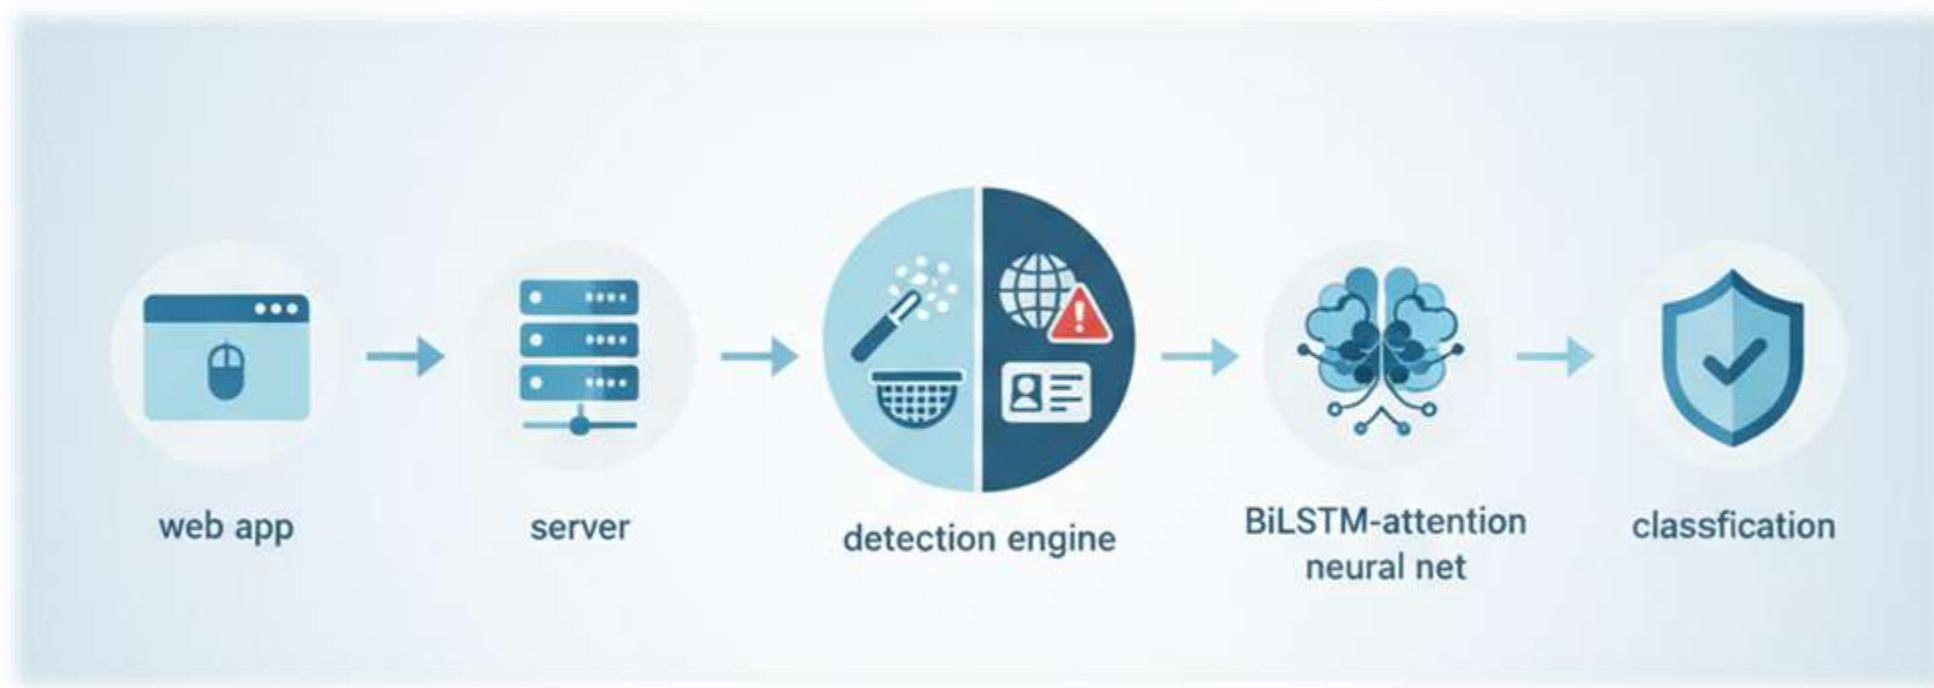 web app
server
detection engine
BiLSTM-attention
neural net
classfication